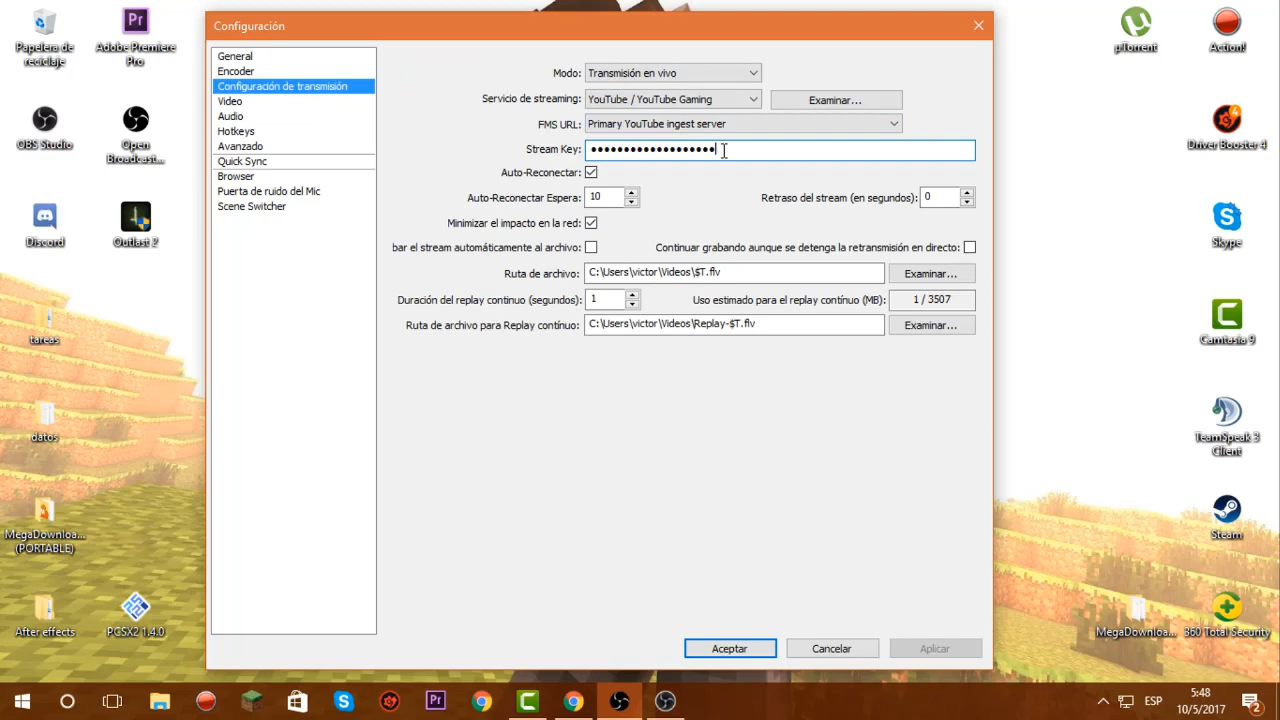 Configuración
General
Encoder
Configuración de transmisión
Video
Audio
Hotkeys
Avanzado
Quick Sync
Browser
Puerta de ruido del Mic
Scene Switcher
Modo: Transmisión en vivo
Servicio de streaming: YouTube / YouTube Gaming Examinar...
FMS URL: Primary YouTube ingest server
Stream Key: •••••••••••••••••••
Auto-Reconectar:
Auto-Reconectar Espera: 10 Retraso del stream (en segundos): 0
Minimizar el impacto en la red:
bar el stream automáticamente al archivo: Continuar grabando aunque se detenga la retransmisión en directo:
Ruta de archivo: C:\Users\victor\Videos\$T.flv Examinar...
Duración del replay continuo (segundos): 1 Uso estimado para el replay contínuo (MB): 1 / 3507
Ruta de archivo para Replay contínuo: C:\Users\victor\Videos\Replay-$T.flv Examinar...
Aceptar Cancelar Aplicar
Papelera de
reciclaje
Adobe Premiere
Pro
OBS Studio
Open
Broadcast...
Discord
Outlast 2
tareas
datos
MegaDownloa...
(PORTABLE)
After effects
PCSX2 1.4.0
µTorrent
Action!
Driver Booster 4
Skype
Camtasia 9
TeamSpeak 3
Client
Steam
MegaDownloa...
360 Total Security
Pr
Pr
ESP
5:48
10/5/2017
2